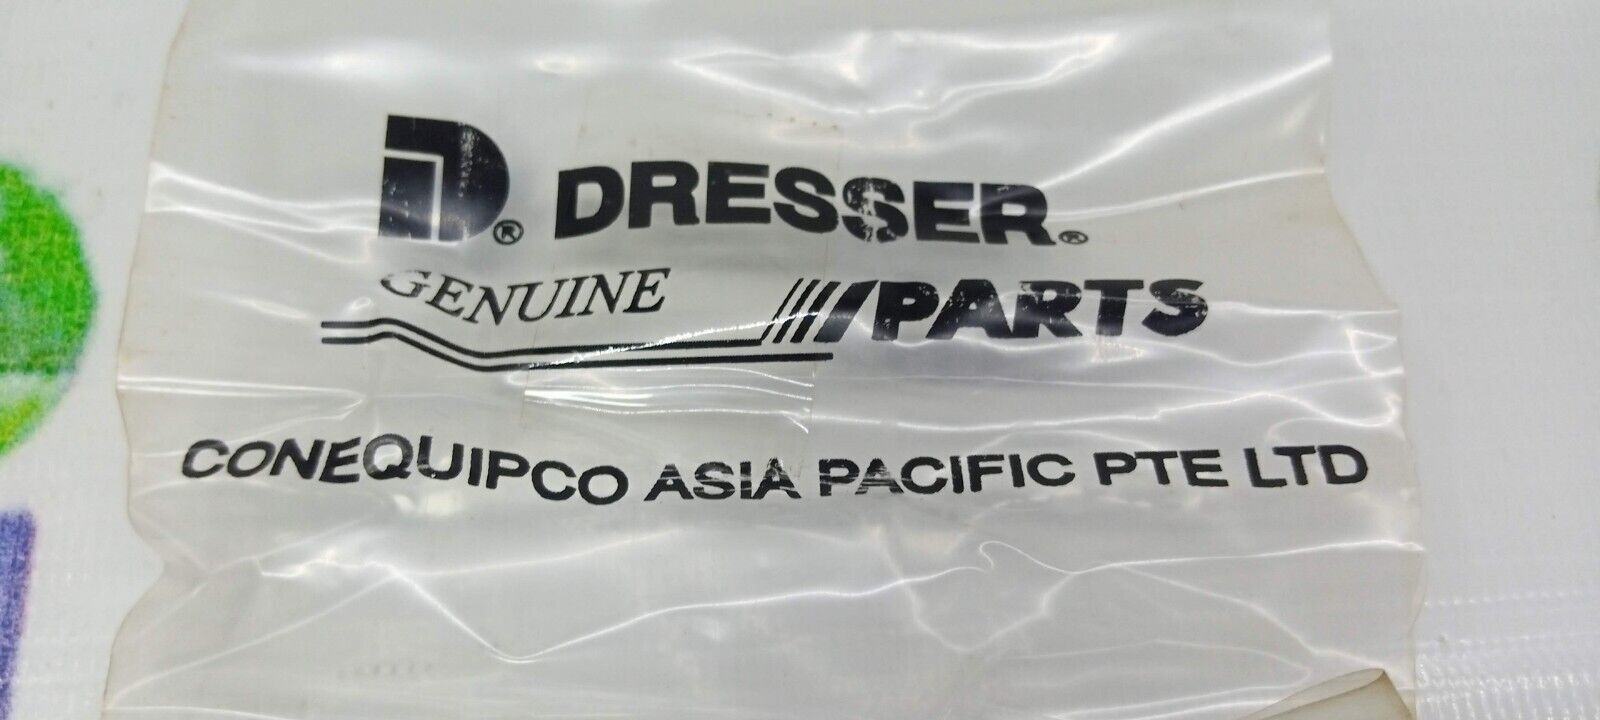 D® DRESSER®
GENUINE PARTS
CONEQUIPCO ASIA PACIFIC PTE LTD